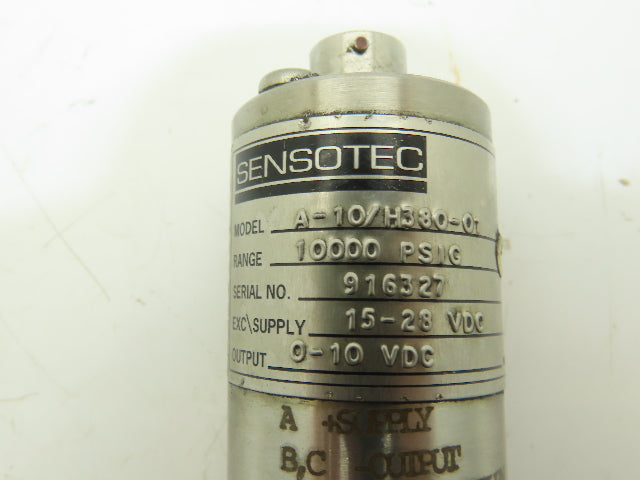 SENSOTEC
MODEL A-10/H380-01
RANGE 10000 PSIG
SERIAL NO. 916327
EXC\SUPPLY 15-28 VDC
OUTPUT 0-10 VDC
A +SUPPLY
B,C -OUTPUT